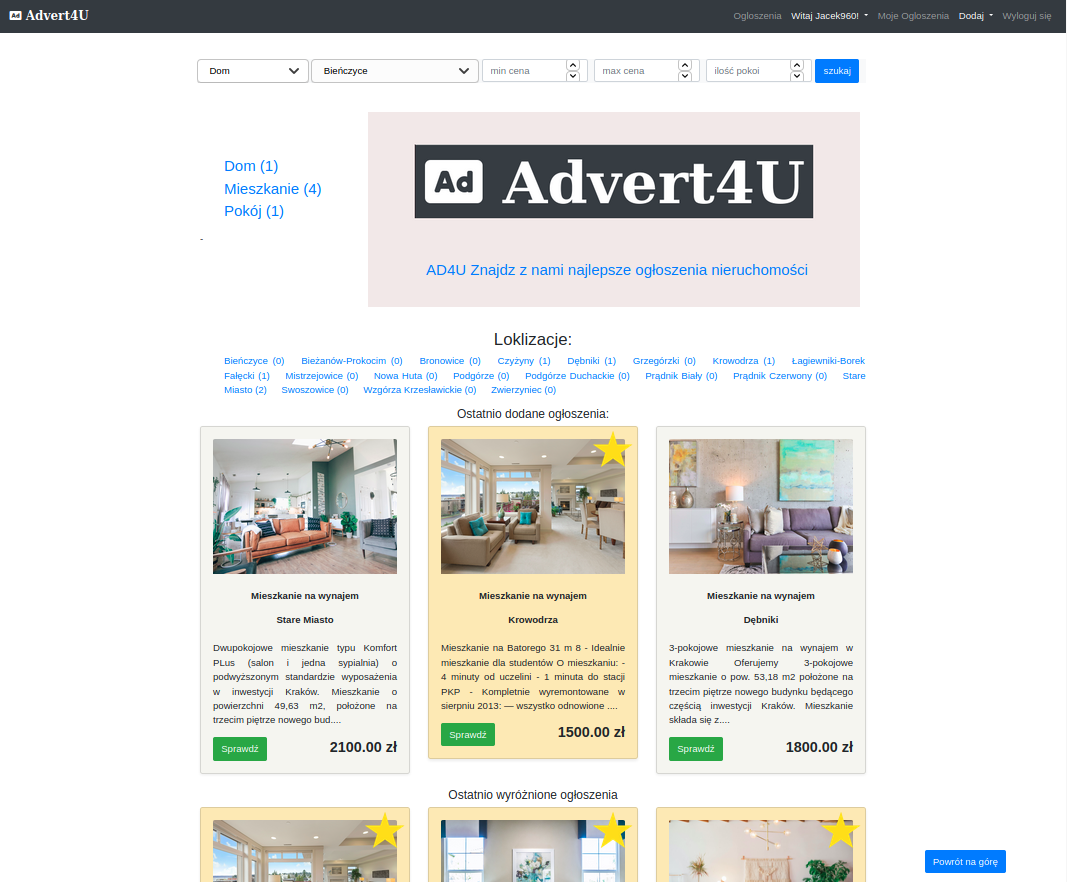 Ad Advert4U
Ogloszenia Witaj Jacek960! Moje Ogloszenia Dodaj Wyloguj się
Dom Bieńczyce min cena max cena ilość pokoi szukaj
Dom (1)
Mieszkanie (4)
Pokój (1)
-
Ad Advert4U
AD4U Znajdz z nami najlepsze ogłoszenia nieruchomości
Loklizacje:
Bieńczyce (0) Bieżanów-Prokocim (0) Bronowice (0) Czyżyny (1) Dębniki (1) Grzegórzki (0) Krowodrza (1) Łagiewniki-Borek
Fałęcki (1) Mistrzejowice (0) Nowa Huta (0) Podgórze (0) Podgórze Duchackie (0) Prądnik Biały (0) Prądnik Czerwony (0) Stare
Miasto (2) Swoszowice (0) Wzgórza Krzesławickie (0) Zwierzyniec (0)
Ostatnio dodane ogłoszenia:
Mieszkanie na wynajem
Stare Miasto
Dwupokojowe mieszkanie typu Komfort
PLus (salon i jedna sypialnia) o
podwyższonym standardzie wyposażenia
w inwestycji Kraków. Mieszkanie o
powierzchni 49,63 m2, położone na
trzecim piętrze nowego bud....
Sprawdź 2100.00 zł
Mieszkanie na wynajem
Krowodrza
Mieszkanie na Batorego 31 m 8 - Idealnie
mieszkanie dla studentów O mieszkaniu: -
4 minuty od uczelini - 1 minuta do stacji
PKP - Kompletnie wyremontowane w
sierpniu 2013: — wszystko odnowione ....
Sprawdź 1500.00 zł
Mieszkanie na wynajem
Dębniki
3-pokojowe mieszkanie na wynajem w
Krakowie Oferujemy 3-pokojowe
mieszkanie o pow. 53,18 m2 położone na
trzecim piętrze nowego budynku będącego
częścią inwestycji Kraków. Mieszkanie
składa się z....
Sprawdź 1800.00 zł
Ostatnio wyróżnione ogłoszenia
Powrót na górę